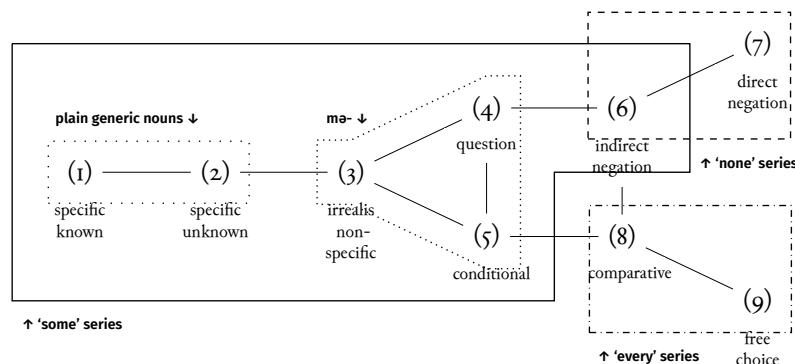 (7)
direct
negation
plain generic nouns ↓
mə- ↓
(4)
(6)
question
indirect
negation
↑ ‘none’ series
(1)
(2)
(3)
specific
known
specific
unknown
irrealis
non-
specific
(5)
(8)
conditional
comparative
(9)
↑ ‘some’ series
free
choice
↑ ‘every’ series